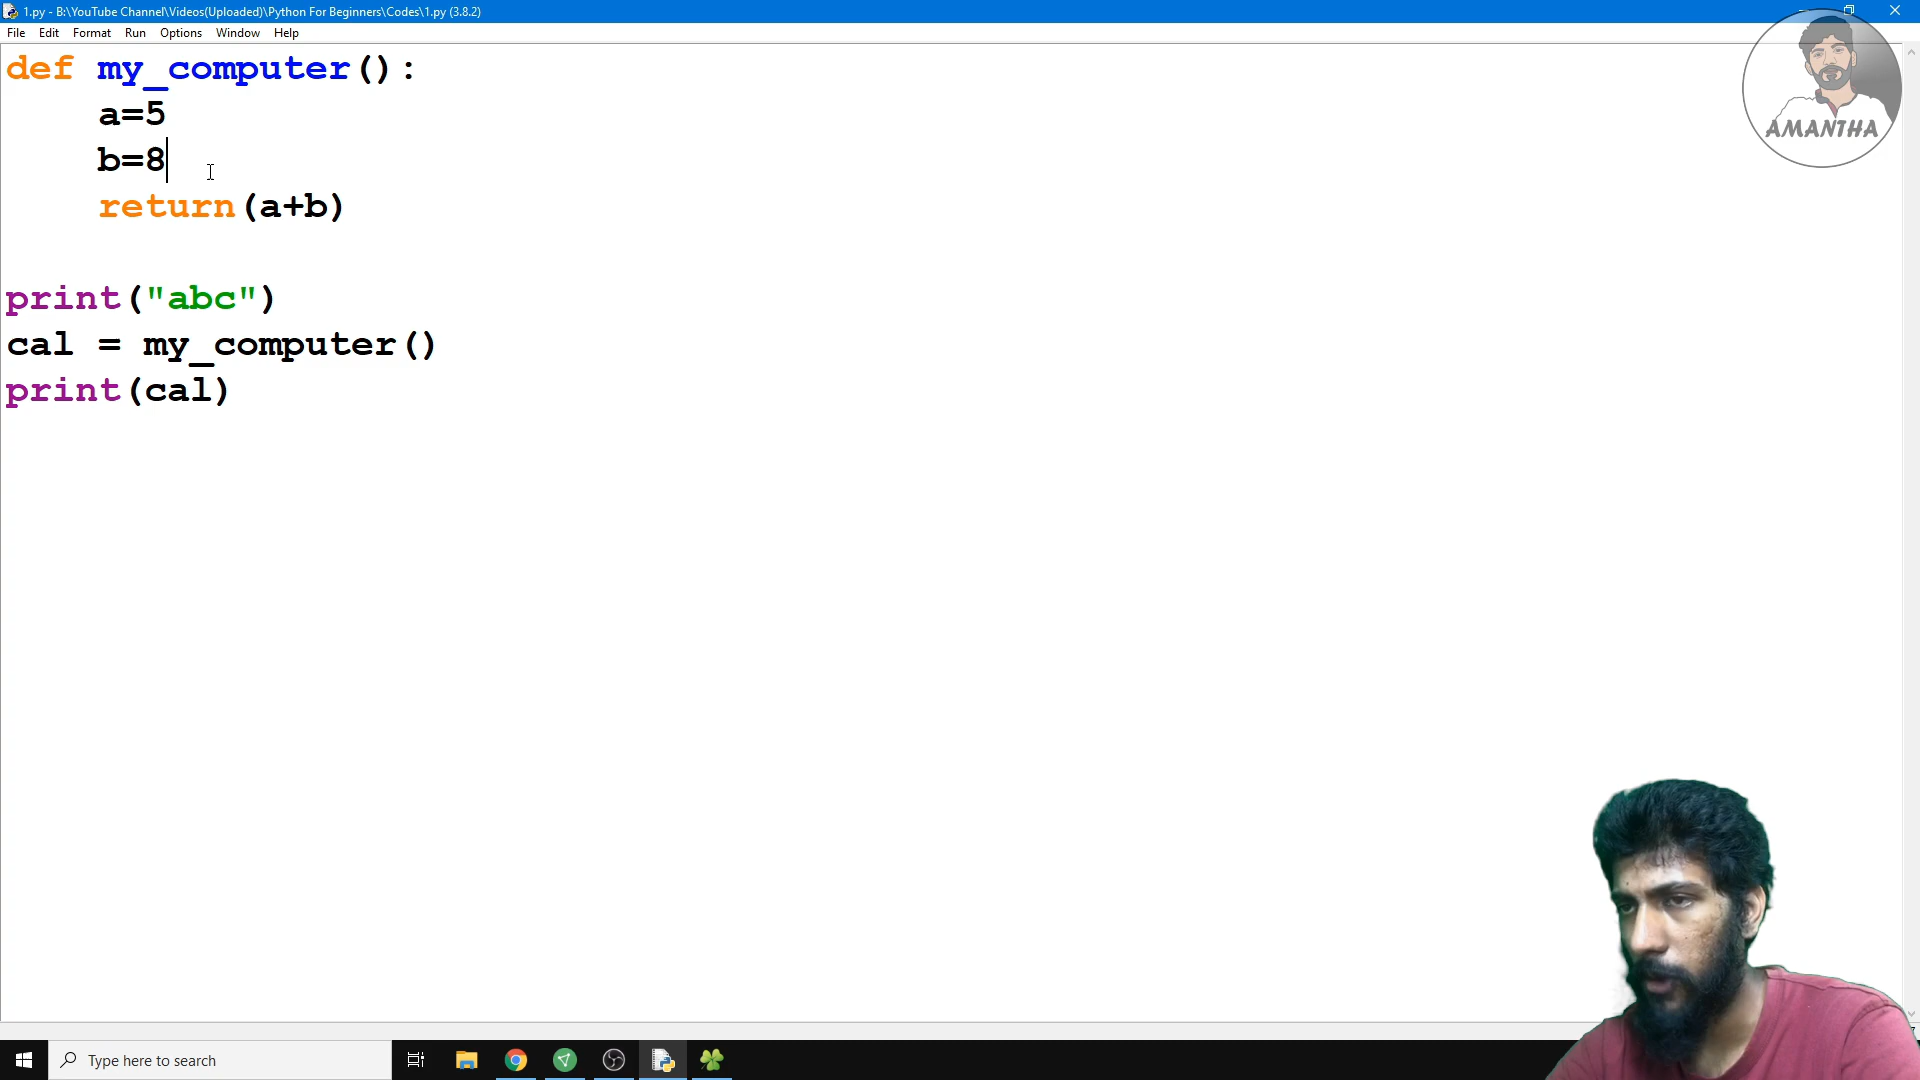 1.py - B:\YouTube Channel\Videos(Uploaded)\Python For Beginners\Codes\1.py (3.8.2)
File Edit Format Run Options Window Help
def my_computer():
    a=5
    b=8
    return(a+b)
print("abc")
cal = my_computer()
print(cal)
AMANTHA
Type here to search